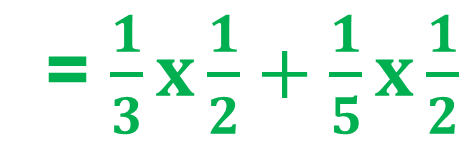 = 1/3 x 1/2 + 1/5 x 1/2